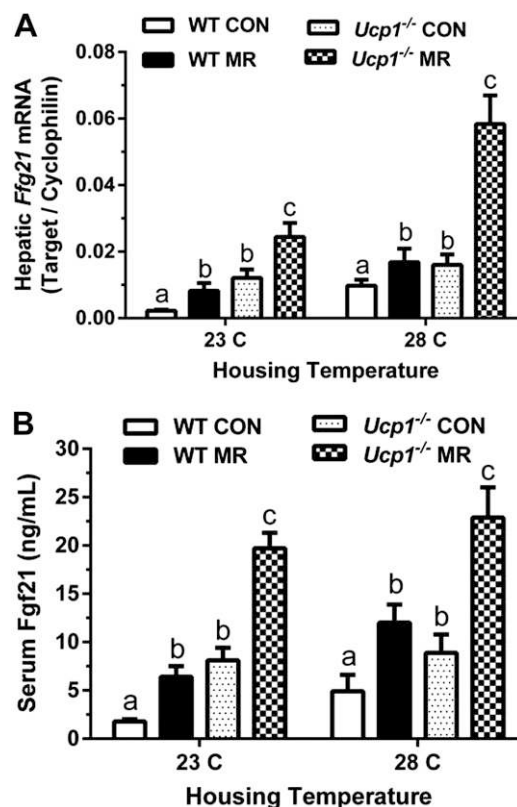 A
WT CON Ucp1-/- CON
WT MR Ucp1-/- MR
Hepatic Ffg21 mRNA
(Target / Cyclophilin)
0.08
0.06
0.04
0.02
0.00
a b b c a b b c
23 C 28 C
Housing Temperature
B
WT CON Ucp1-/- CON
WT MR Ucp1-/- MR
Serum Fgf21 (ng/mL)
30
25
20
15
10
5
0
a b b c a b b c
23 C 28 C
Housing Temperature